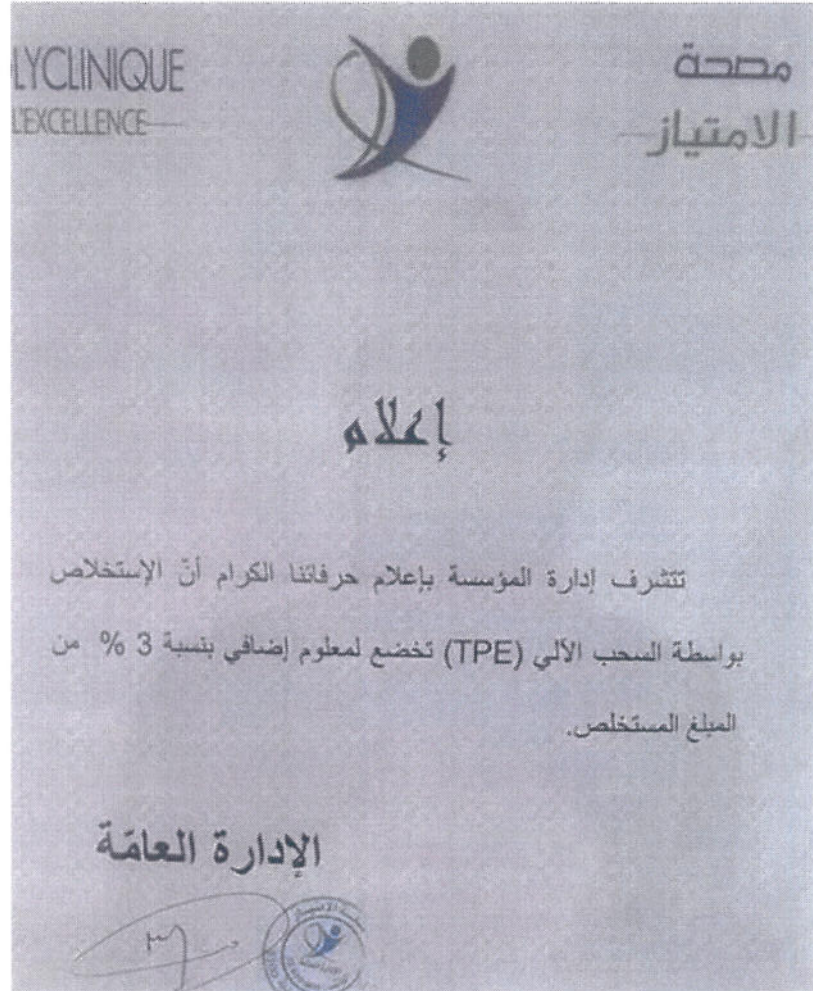 LYCLINIQUE
L'EXCELLENCE
مصحة
الامتياز
إعلام
تتشرف إدارة المؤسسة بإعلام حرفائنا الكرام أنّ الإستخلاص
بواسطة السحب الآلي (TPE) تخضع لمعلوم إضافي بنسبة 3 % من
المبلغ المستخلص.
الإدارة العامّة